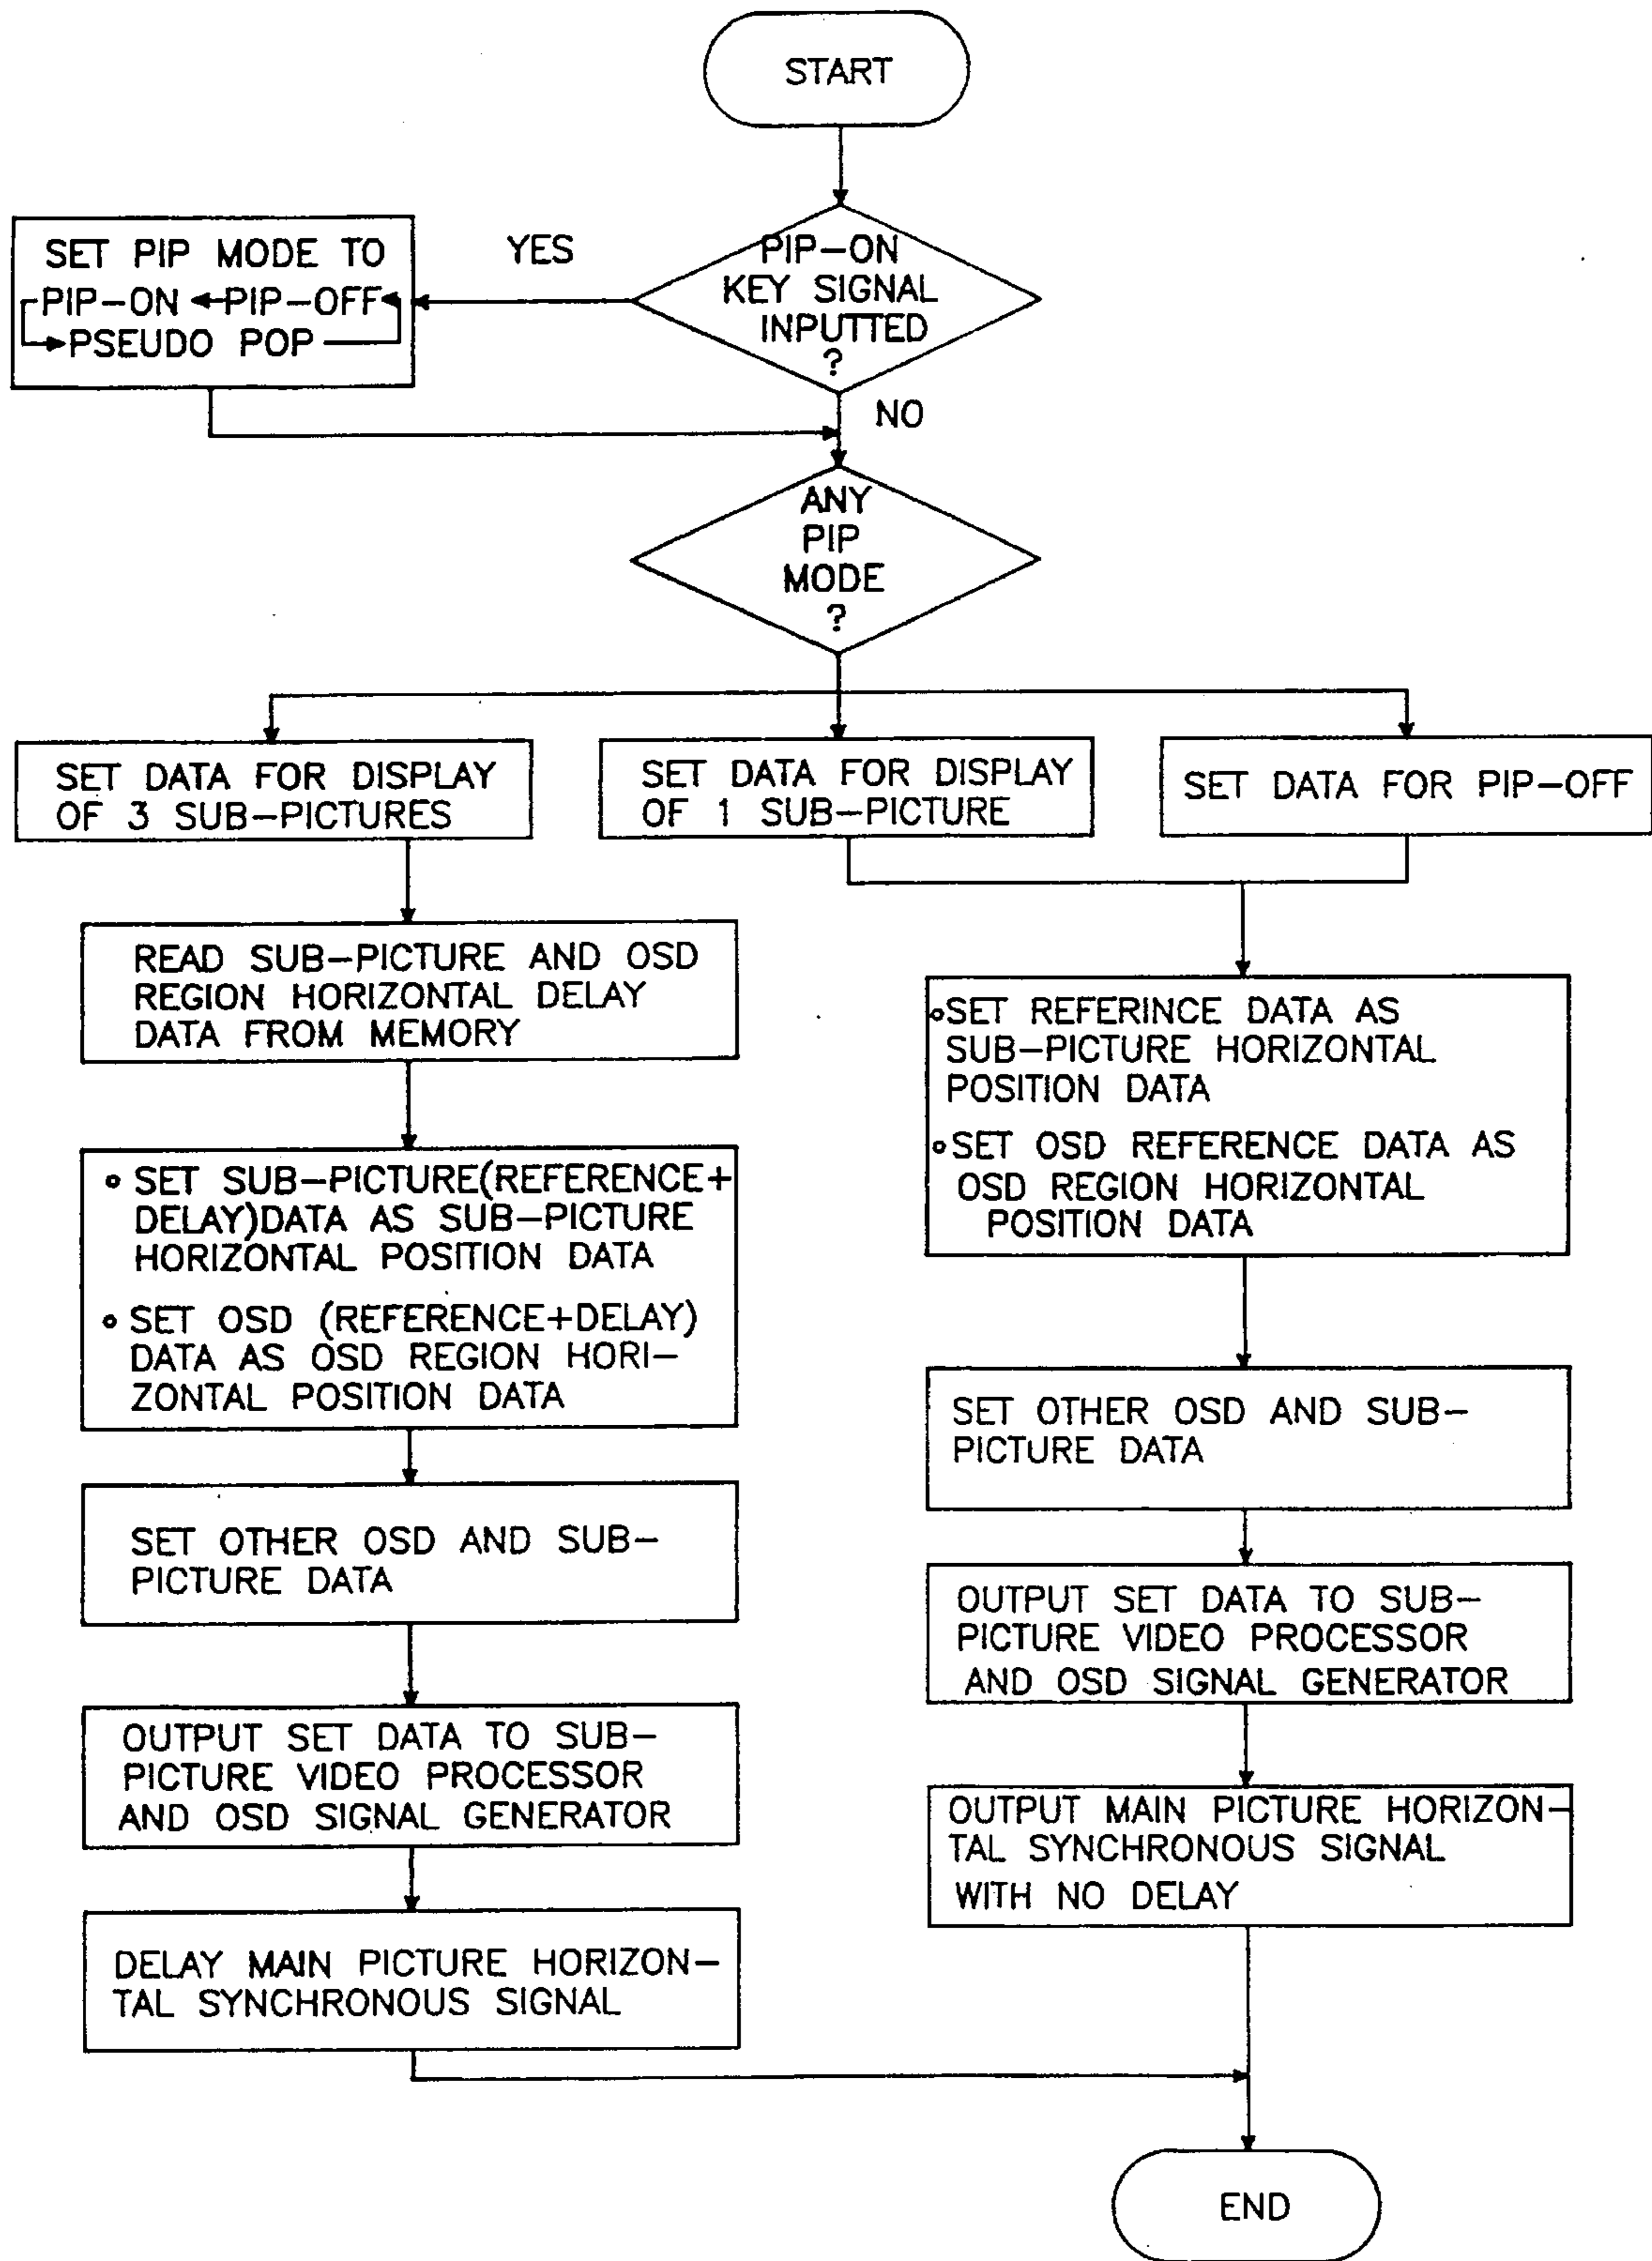 START
PIP-ON
KEY SIGNAL
INPUTTED
?
YES
SET PIP MODE TO
PIP-ON PIP-OFF
PSEUDO POP
NO
ANY
PIP
MODE
?
SET DATA FOR DISPLAY
OF 3 SUB-PICTURES
SET DATA FOR DISPLAY
OF 1 SUB-PICTURE
SET DATA FOR PIP-OFF
READ SUB-PICTURE AND OSD
REGION HORIZONTAL DELAY
DATA FROM MEMORY
SET SUB-PICTURE(REFERENCE+
DELAY)DATA AS SUB-PICTURE
HORIZONTAL POSITION DATA
SET OSD (REFERENCE+DELAY)
DATA AS OSD REGION HORI-
ZONTAL POSITION DATA
SET OTHER OSD AND SUB-
PICTURE DATA
OUTPUT SET DATA TO SUB-
PICTURE VIDEO PROCESSOR
AND OSD SIGNAL GENERATOR
DELAY MAIN PICTURE HORIZON-
TAL SYNCHRONOUS SIGNAL
SET REFERINCE DATA AS
SUB-PICTURE HORIZONTAL
POSITION DATA
SET OSD REFERENCE DATA AS
OSD REGION HORIZONTAL
POSITION DATA
SET OTHER OSD AND SUB-
PICTURE DATA
OUTPUT SET DATA TO SUB-
PICTURE VIDEO PROCESSOR
AND OSD SIGNAL GENERATOR
OUTPUT MAIN PICTURE HORIZON-
TAL SYNCHRONOUS SIGNAL
WITH NO DELAY
END